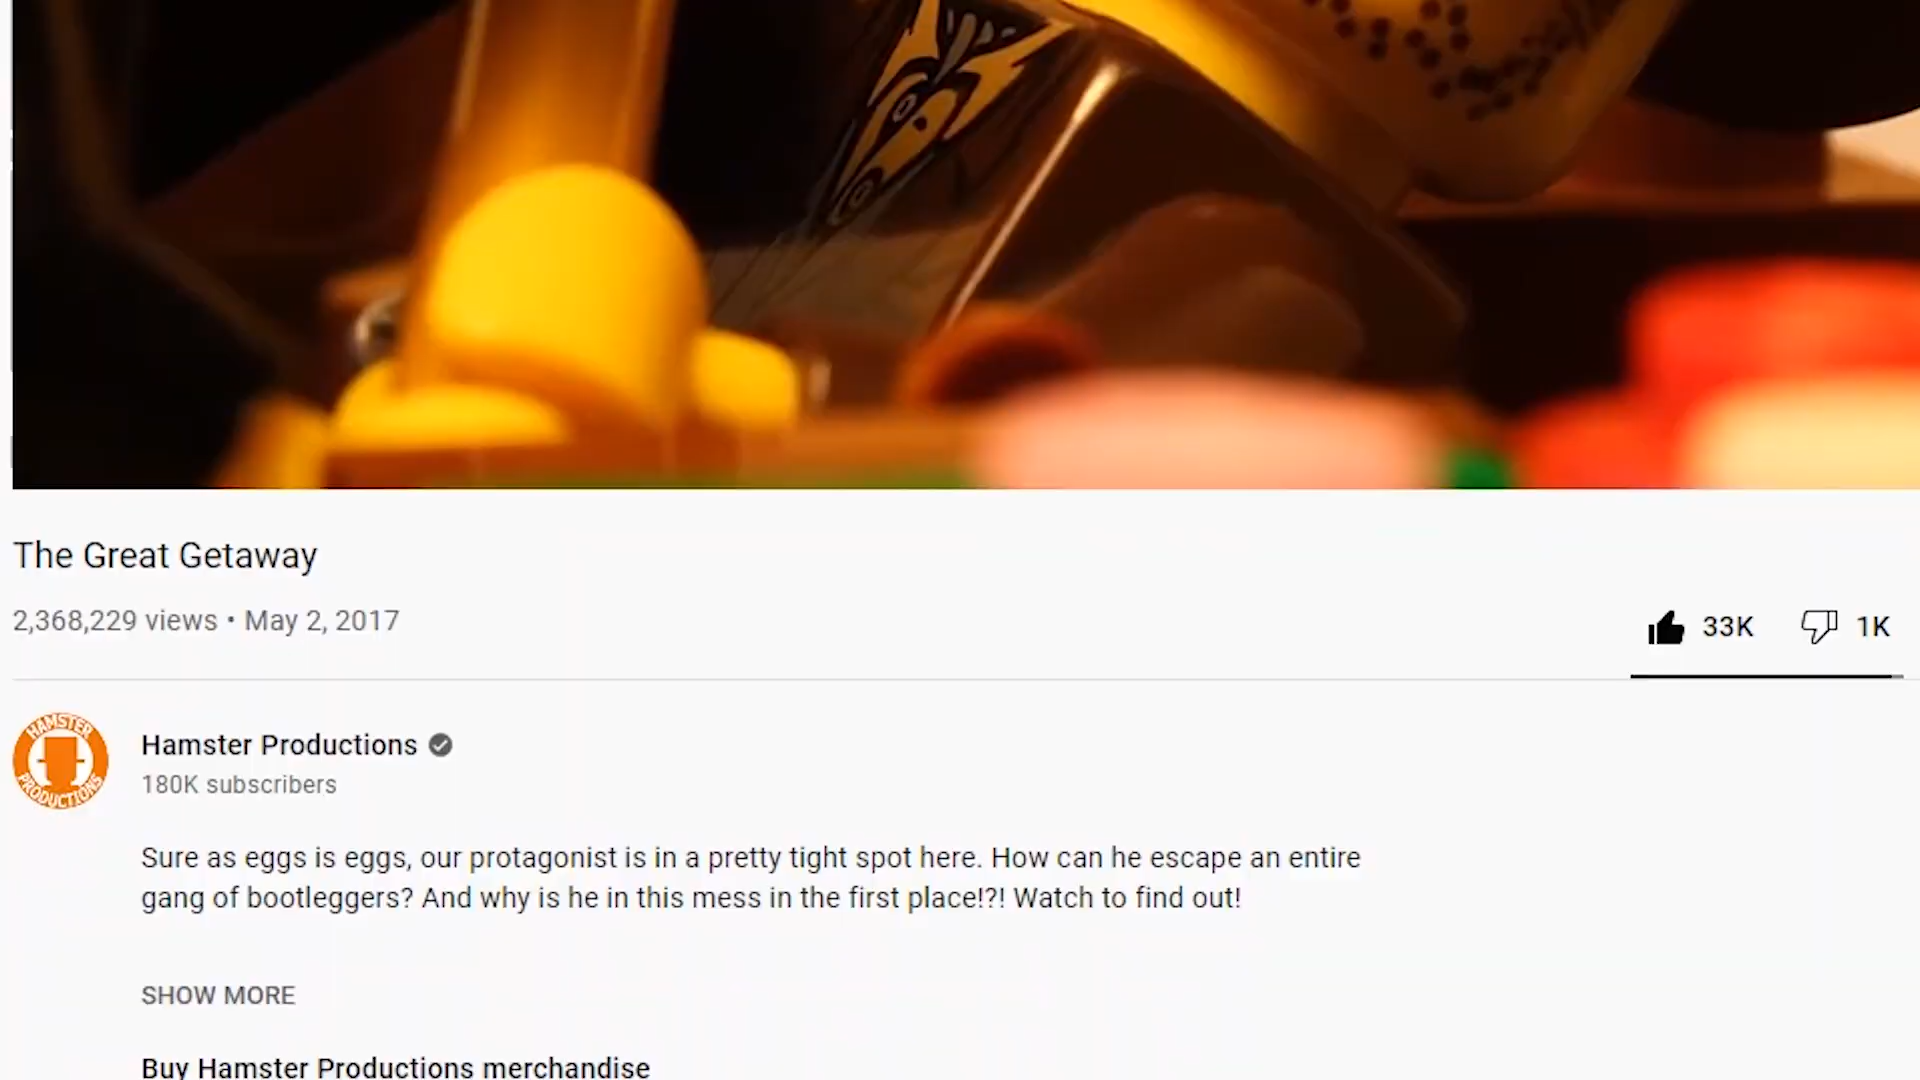 The Great Getaway
2,368,229 views • May 2, 2017
33K
1K
HAMSTER
PRODUCTIONS
Hamster Productions
180K subscribers
Sure as eggs is eggs, our protagonist is in a pretty tight spot here. How can he escape an entire
gang of bootleggers? And why is he in this mess in the first place!?! Watch to find out!
SHOW MORE
Buy Hamster Productions merchandise